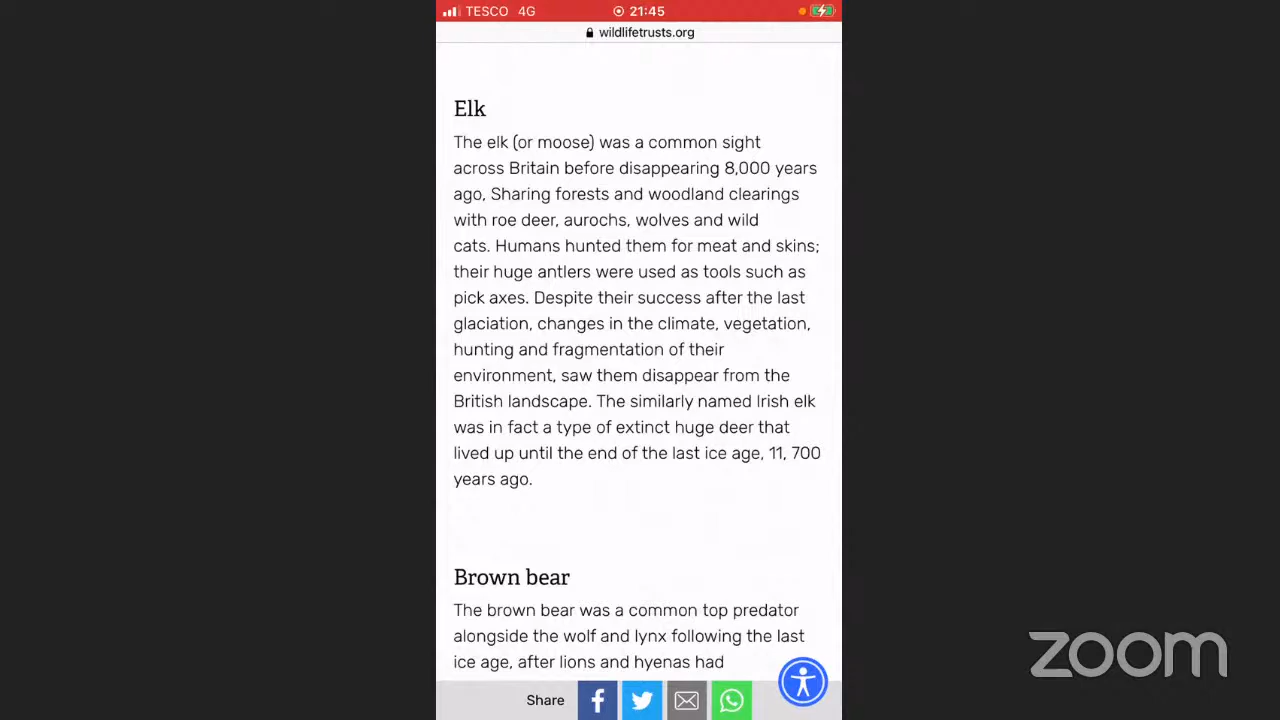 TESCO 4G 21:45
wildlifetrusts.org
Elk
The elk (or moose) was a common sight
across Britain before disappearing 8,000 years
ago, Sharing forests and woodland clearings
with roe deer, aurochs, wolves and wild
cats. Humans hunted them for meat and skins;
their huge antlers were used as tools such as
pick axes. Despite their success after the last
glaciation, changes in the climate, vegetation,
hunting and fragmentation of their
environment, saw them disappear from the
British landscape. The similarly named Irish elk
was in fact a type of extinct huge deer that
lived up until the end of the last ice age, 11, 700
years ago.
Brown bear
The brown bear was a common top predator
alongside the wolf and lynx following the last
ice age, after lions and hyenas had
Share
zoom